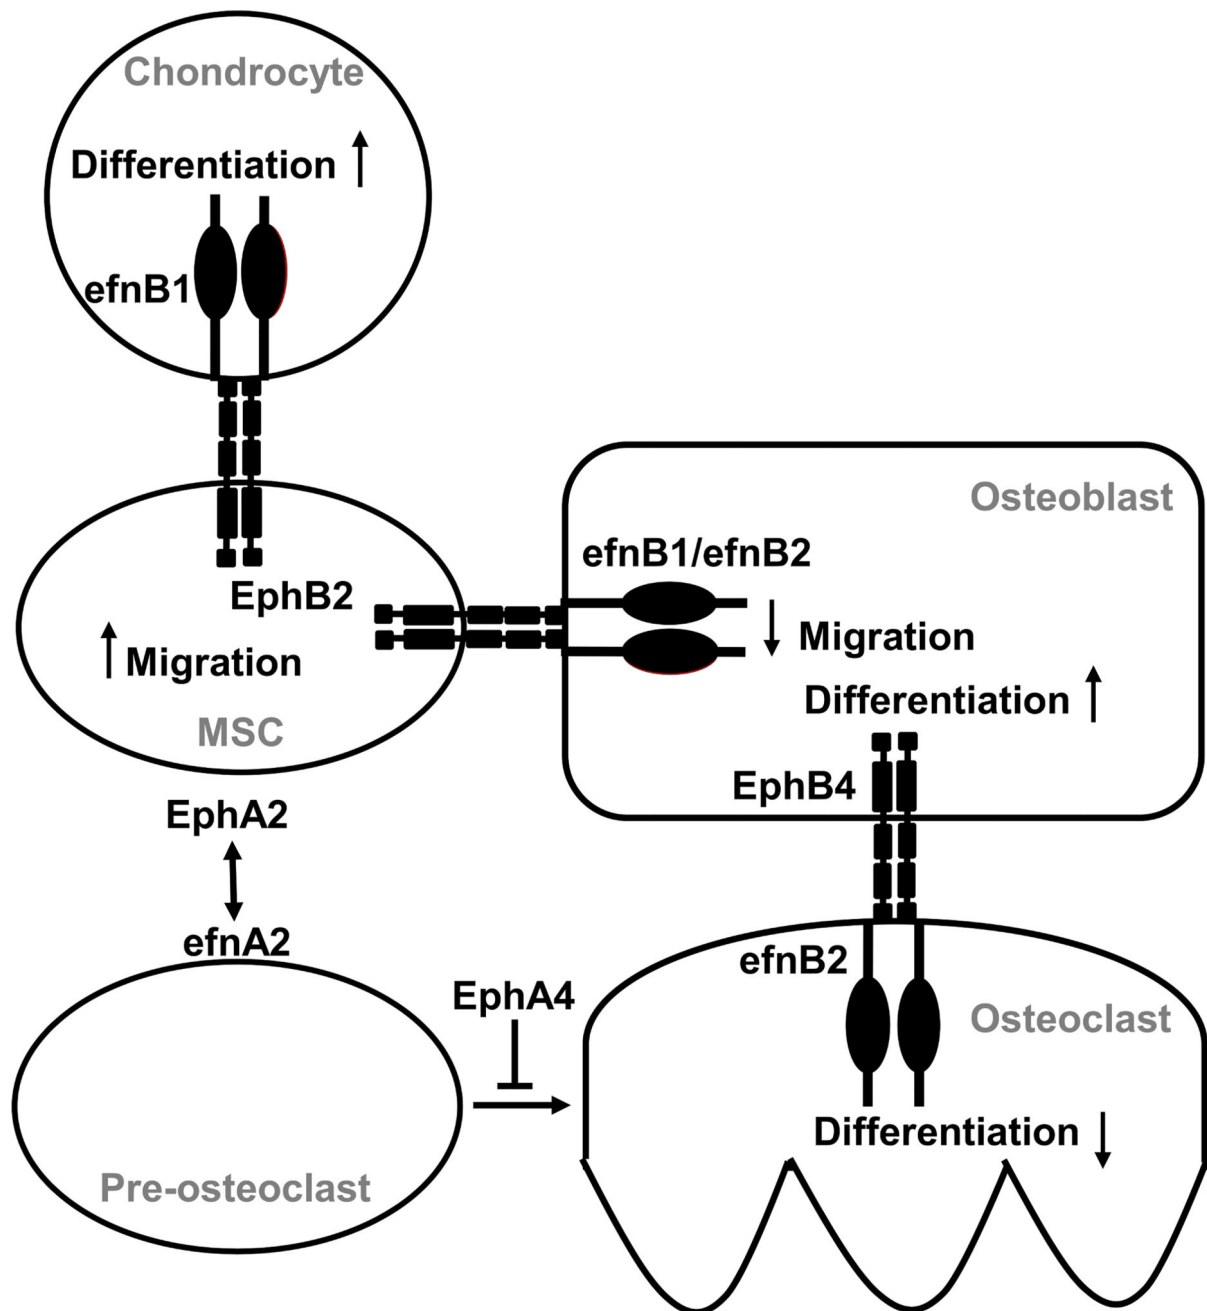 Chondrocyte
Differentiation
efnB1
Osteoblast
efnB1/efnB2
EphB2
Migration
Migration
Differentiation
MSC
EphB4
EphA2
efnA2
efnB2
EphA4
Osteoclast
Differentiation
Pre-osteoclast